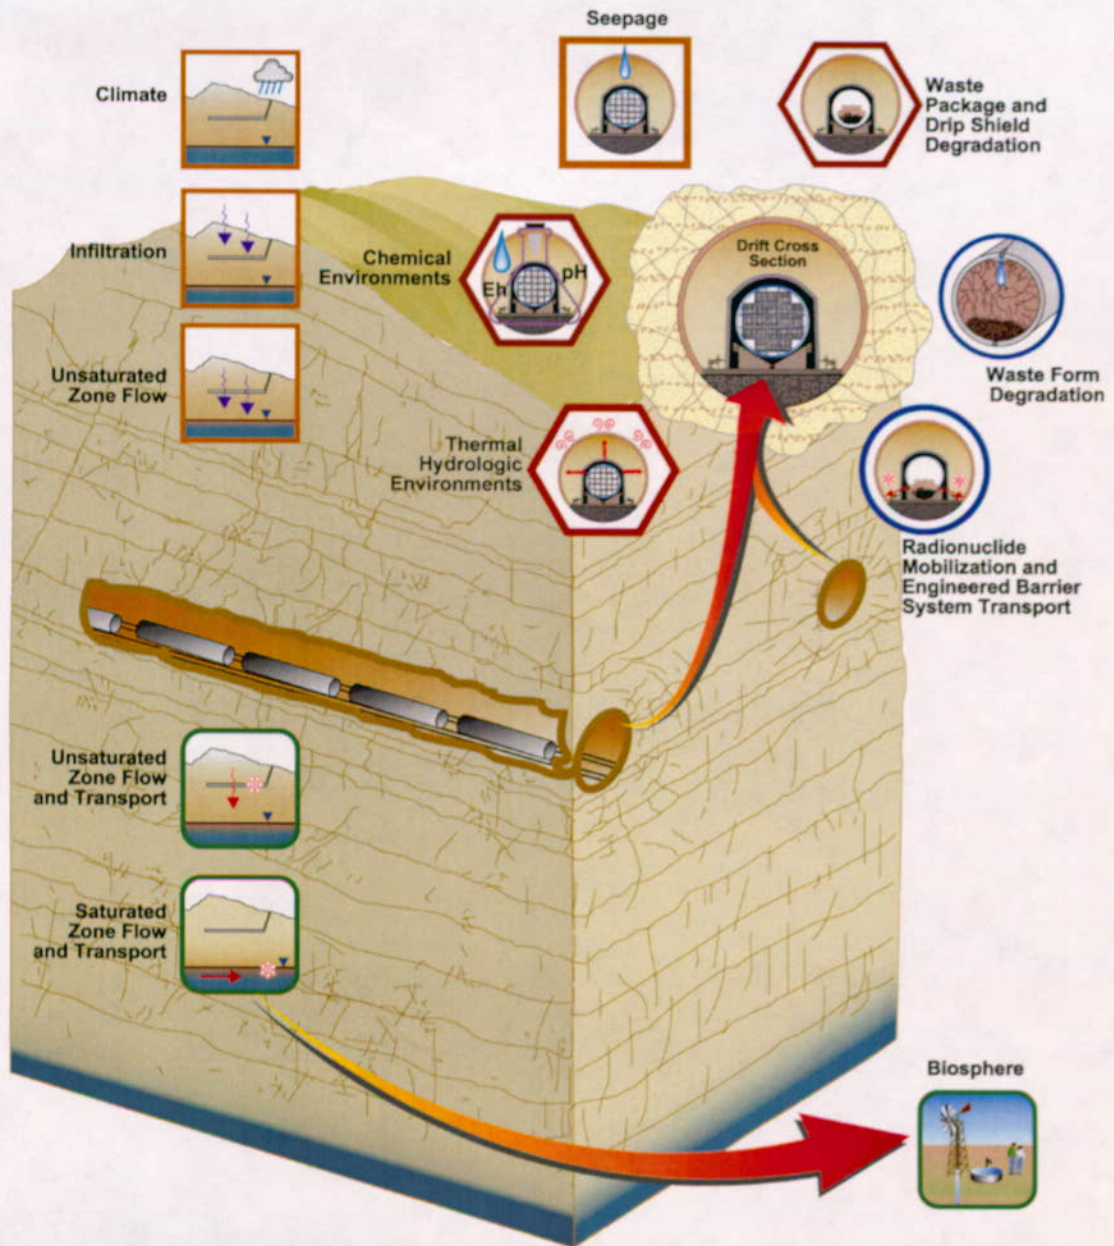 Seepage
Climate
Waste
Package and
Drip Shield
Degradation
Infiltration
Chemical
Environments
Eh
pH
Drift Cross
Section
Unsaturated
Zone Flow
Waste Form
Degradation
Thermal
Hydrologic
Environments
Radionuclide
Mobilization and
Engineered Barrier
System Transport
Unsaturated
Zone Flow
and Transport
Saturated
Zone Flow
and Transport
Biosphere